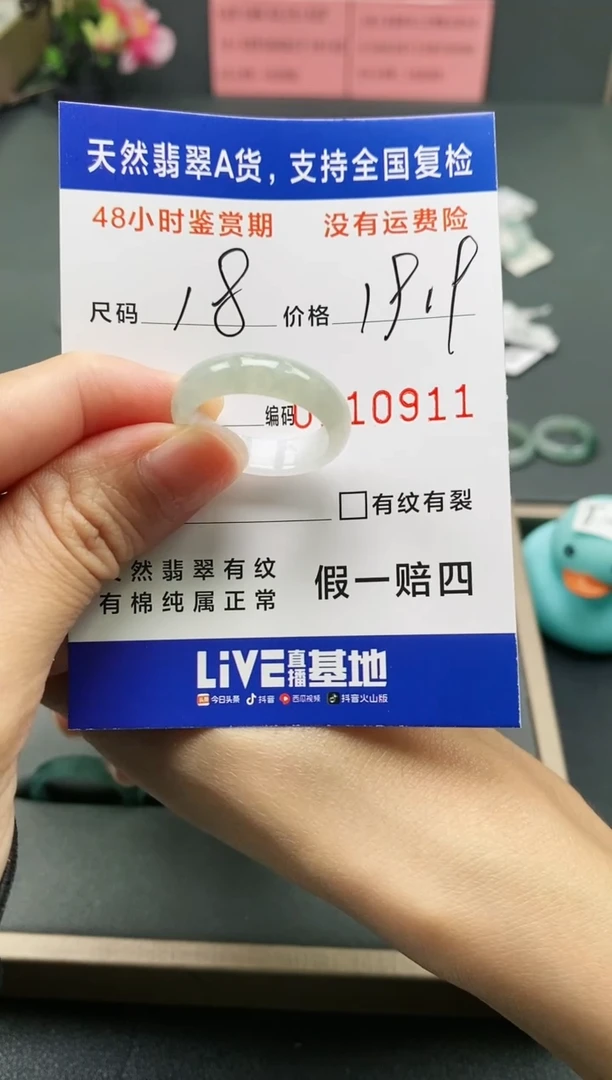 天然翡翠A货，支持全国复检
48小时鉴赏期 没有运费险
尺码 18 价格
编码 10911
有纹有裂
然翡翠有纹 假一赔四
有棉纯属正常
LiVE直播基地
今日头条 抖音 西瓜视频 抖音火山版